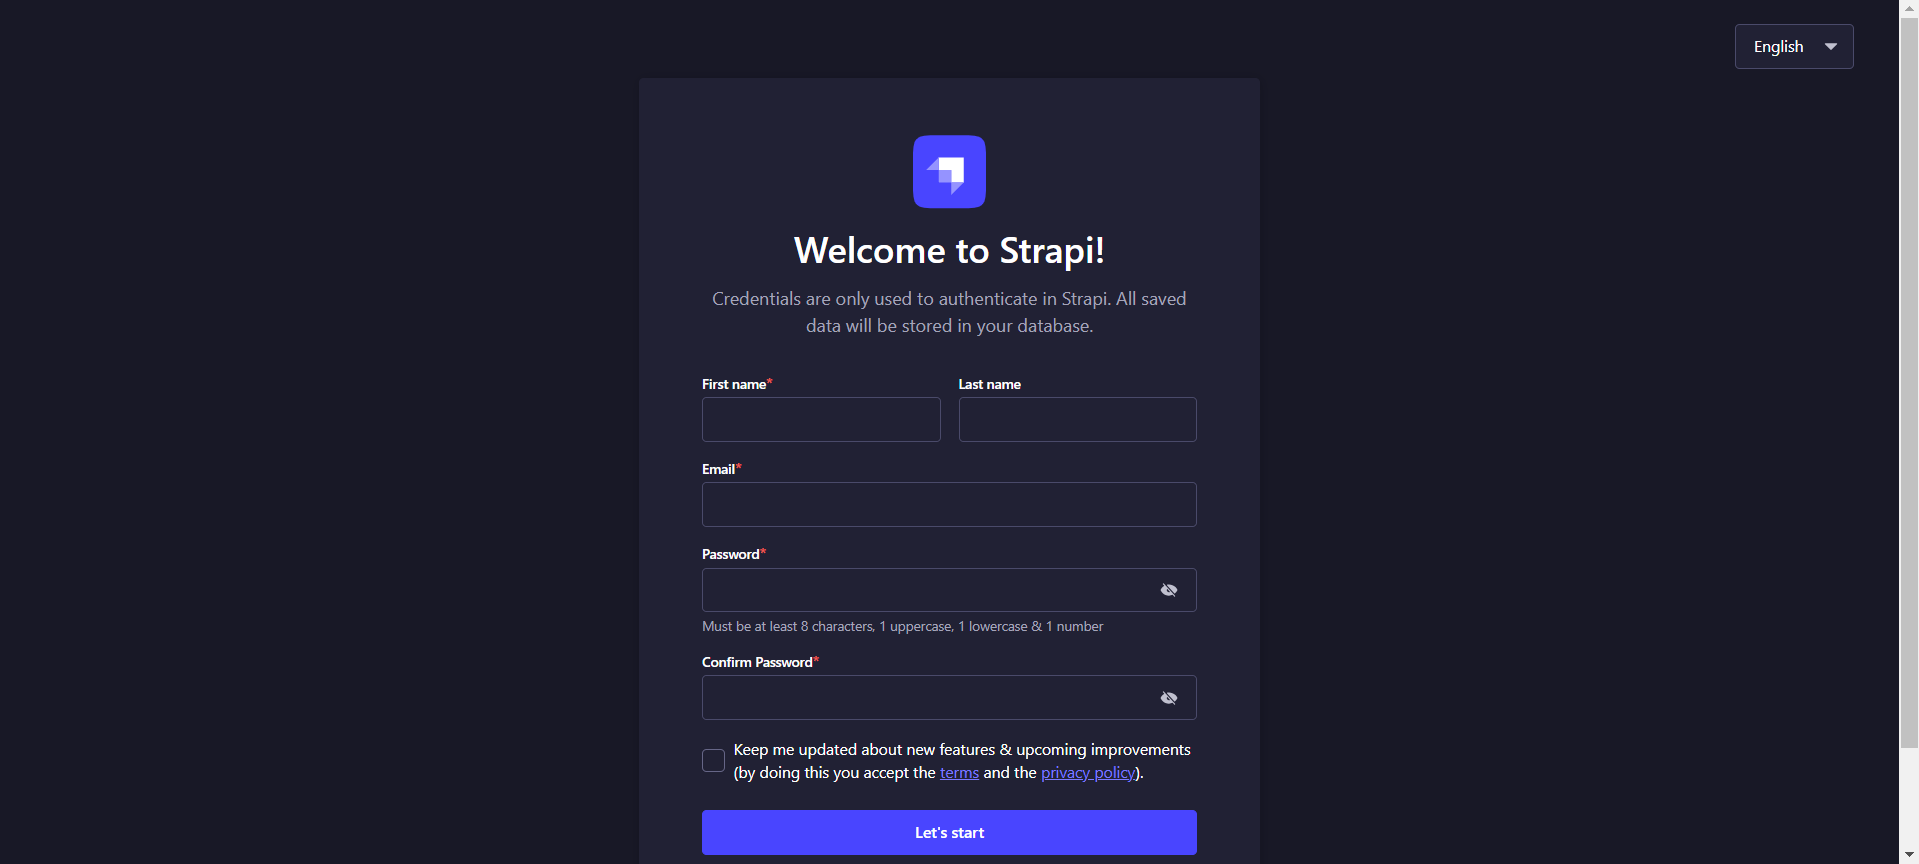 English
Welcome to Strapi!
Credentials are only used to authenticate in Strapi. All saved
data will be stored in your database.
First name*
Last name
Email*
Password*
Must be at least 8 characters, 1 uppercase, 1 lowercase & 1 number
Confirm Password*
Keep me updated about new features & upcoming improvements
(by doing this you accept the terms and the privacy policy).
Let's start